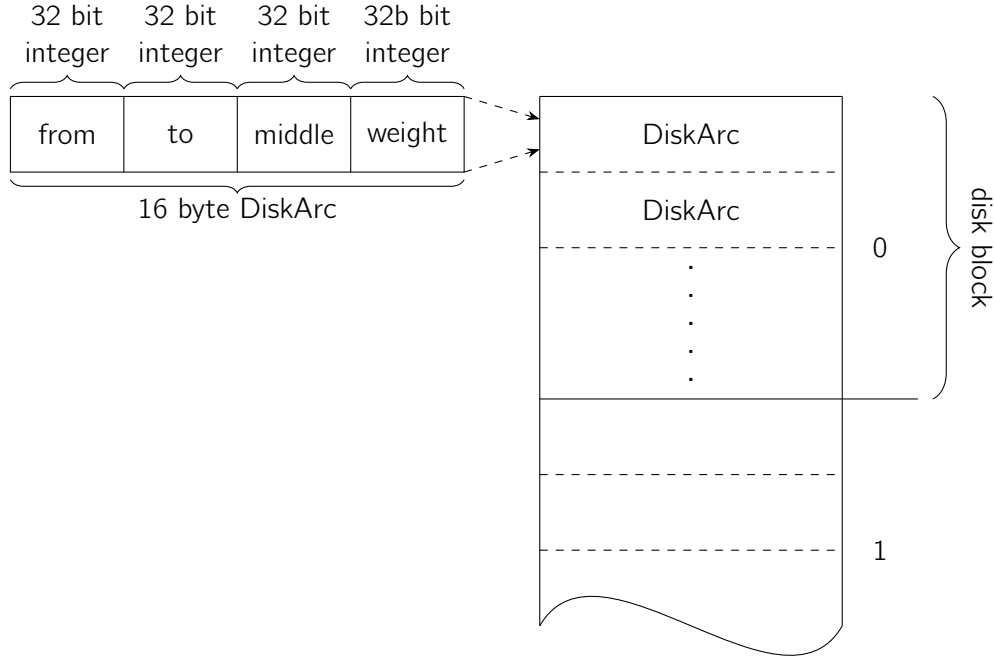 32 bit
integer
32 bit
integer
32 bit
integer
32b bit
integer
from
to
middle
weight
16 byte DiskArc
DiskArc
DiskArc
0
disk block
1